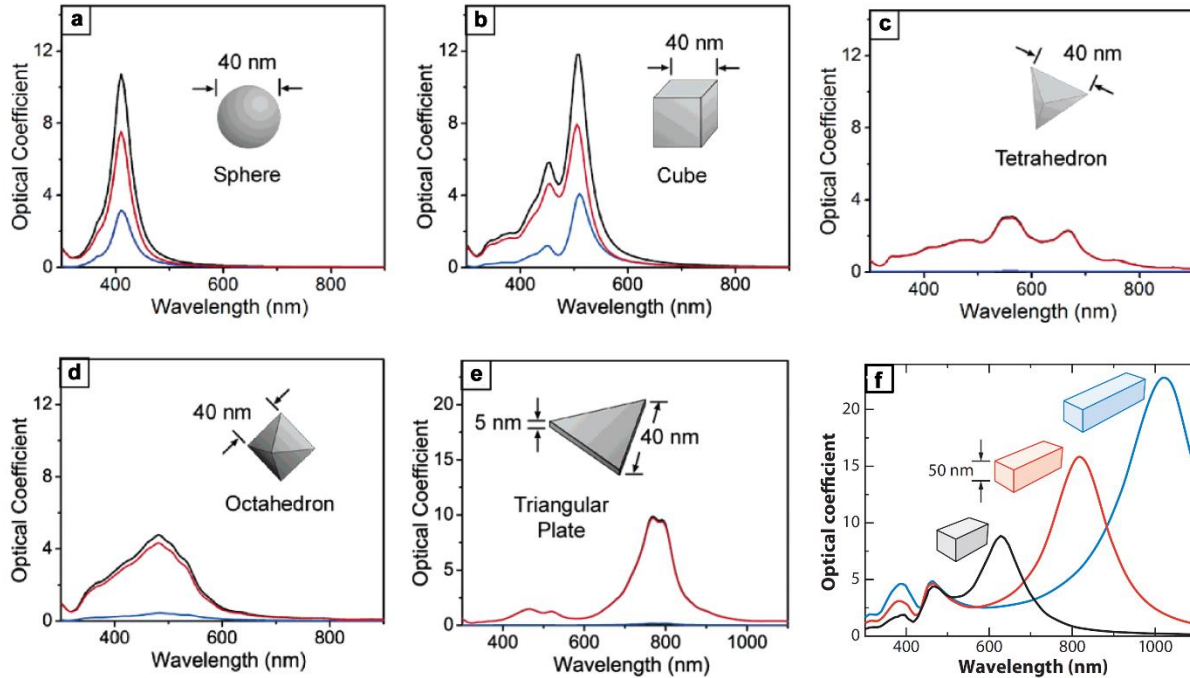 a
12
8
4
0
400
600
800
Optical Coefficient
Wavelength (nm)
40 nm
Sphere
b
12
8
4
0
400
600
800
Optical Coefficient
Wavelength (nm)
40 nm
Cube
c
12
8
4
0
400
600
800
Optical Coefficient
Wavelength (nm)
40 nm
Tetrahedron
d
12
8
4
0
400
600
800
Optical Coefficient
Wavelength (nm)
40 nm
Octahedron
e
20
15
10
5
0
400
600
800
1000
Optical Coefficient
Wavelength (nm)
5 nm
40 nm
Triangular
Plate
f
20
15
10
5
0
400
600
800
1000
Optical coefficient
Wavelength (nm)
50 nm